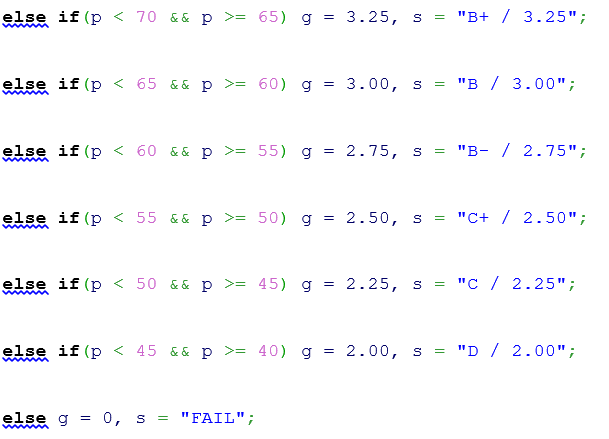 else if(p < 70 && p >= 65) g = 3.25, s = "B+ / 3.25";
else if(p < 65 && p >= 60) g = 3.00, s = "B / 3.00";
else if(p < 60 && p >= 55) g = 2.75, s = "B- / 2.75";
else if(p < 55 && p >= 50) g = 2.50, s = "C+ / 2.50";
else if(p < 50 && p >= 45) g = 2.25, s = "C / 2.25";
else if(p < 45 && p >= 40) g = 2.00, s = "D / 2.00";
else g = 0, s = "FAIL";